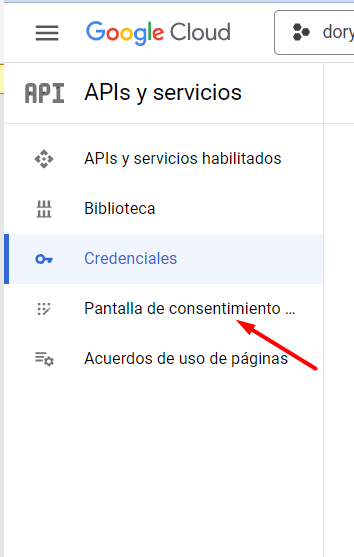 Google Cloud
dory
API
APIs y servicios
APIs y servicios habilitados
Biblioteca
Credenciales
Pantalla de consentimiento ...
Acuerdos de uso de páginas